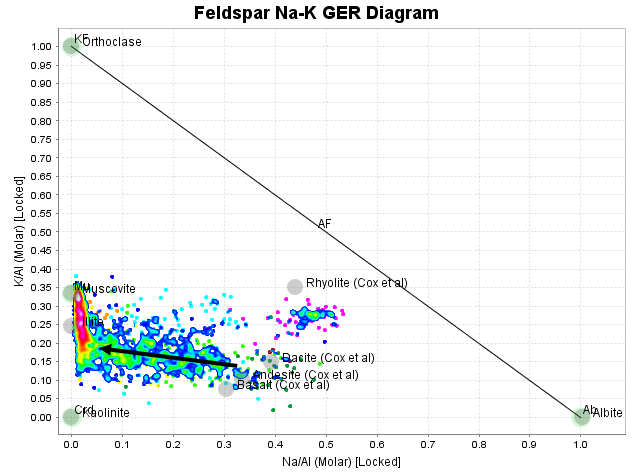 Feldspar Na-K GER Diagram
K/Al (Molar) [Locked]
1.00
0.95
0.90
0.85
0.80
0.75
0.70
0.65
0.60
0.55
0.50
0.45
0.40
0.35
0.30
0.25
0.20
0.15
0.10
0.05
0.00
KF
Orthoclase
AF
Rhyolite (Cox et al)
Muscovite
Dacite (Cox et al)
Andesite (Cox et al)
Basalt (Cox et al)
Crd
Kaolinite
Ab
Albite
0.0 0.1 0.2 0.3 0.4 0.5 0.6 0.7 0.8 0.9 1.0
Na/Al (Molar) [Locked]